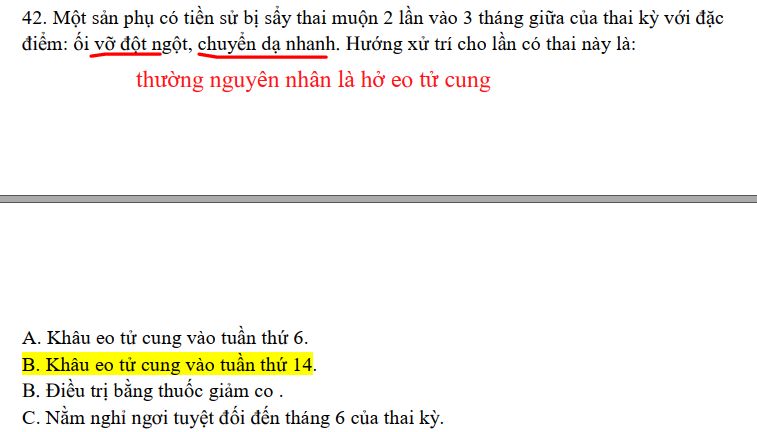 42. Một sản phụ có tiền sử bị sẩy thai muộn 2 lần vào 3 tháng giữa của thai kỳ với đặc
điểm: ối vỡ đột ngột, chuyển dạ nhanh. Hướng xử trí cho lần có thai này là:
thường nguyên nhân là hở eo tử cung
A. Khâu eo tử cung vào tuần thứ 6.
B. Khâu eo tử cung vào tuần thứ 14.
B. Điều trị bằng thuốc giảm co .
C. Nằm nghỉ ngơi tuyệt đối đến tháng 6 của thai kỳ.